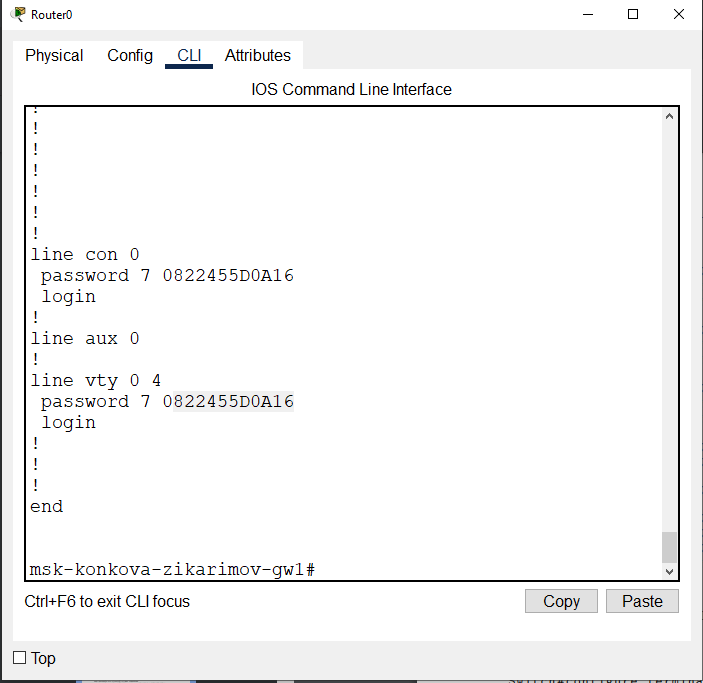 Router0
Physical Config CLI Attributes
IOS Command Line Interface
!
!
!
!
!
!
!
line con 0
password 7 0822455D0A16
login
!
line aux 0
!
line vty 0 4
password 7 0822455D0A16
login
!
!
!
end
msk-konkova-zikarimov-gw1#
Ctrl+F6 to exit CLI focus
Copy Paste
Top